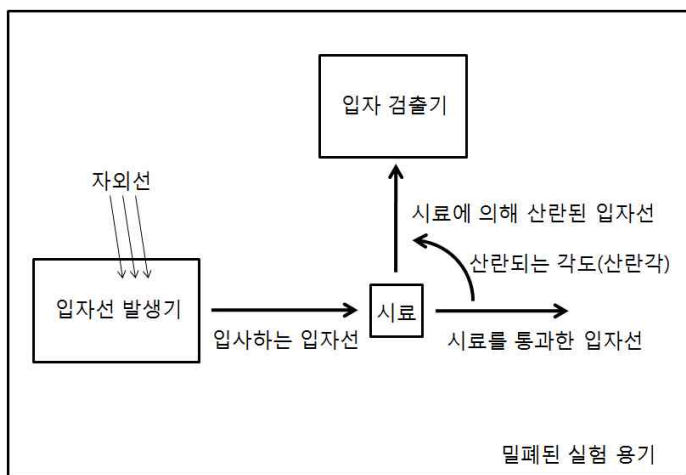 입자 검출기
자외선
시료에 의해 산란된 입자선
산란되는 각도(산란각)
입자선 발생기
시료
입사하는 입자선
시료를 통과한 입자선
밀폐된 실험 용기